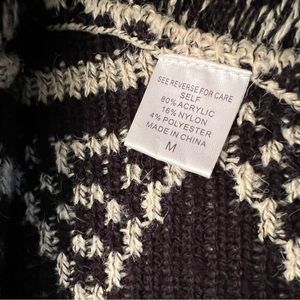 SEE REVERSE FOR CARE
SELF
80% ACRYLIC
16% NYLON
4% POLYESTER
MADE IN CHINA
M